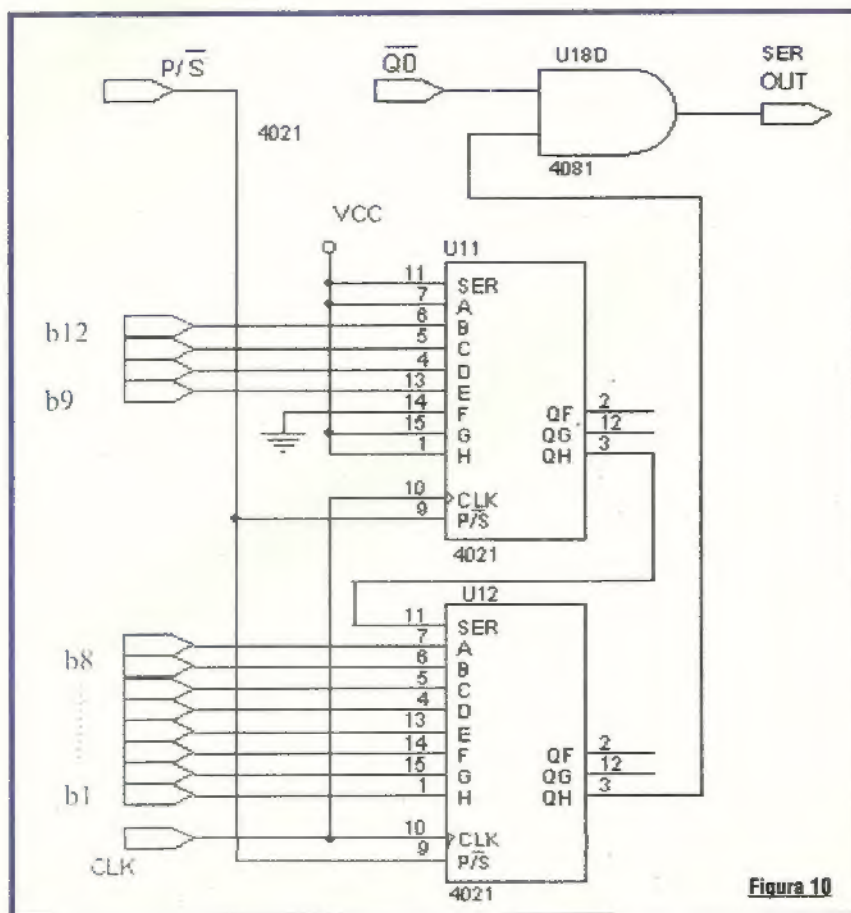 P/S
QD
U18D
SER
OUT
4021
4081
VCC
U11
11 SER
7 A
b12 6 B
5 C
4 D
b9 13 E
14 F QF 2
15 G QG 12
1 H QH 3
10 CLK
9 P/S
4021
U12
11 SER
7 A
b8 6 B
5 C
4 D
13 E
14 F QF 2
15 G QG 12
b1 1 H QH 3
CLK 10 CLK
9 P/S
4021
Figura 10